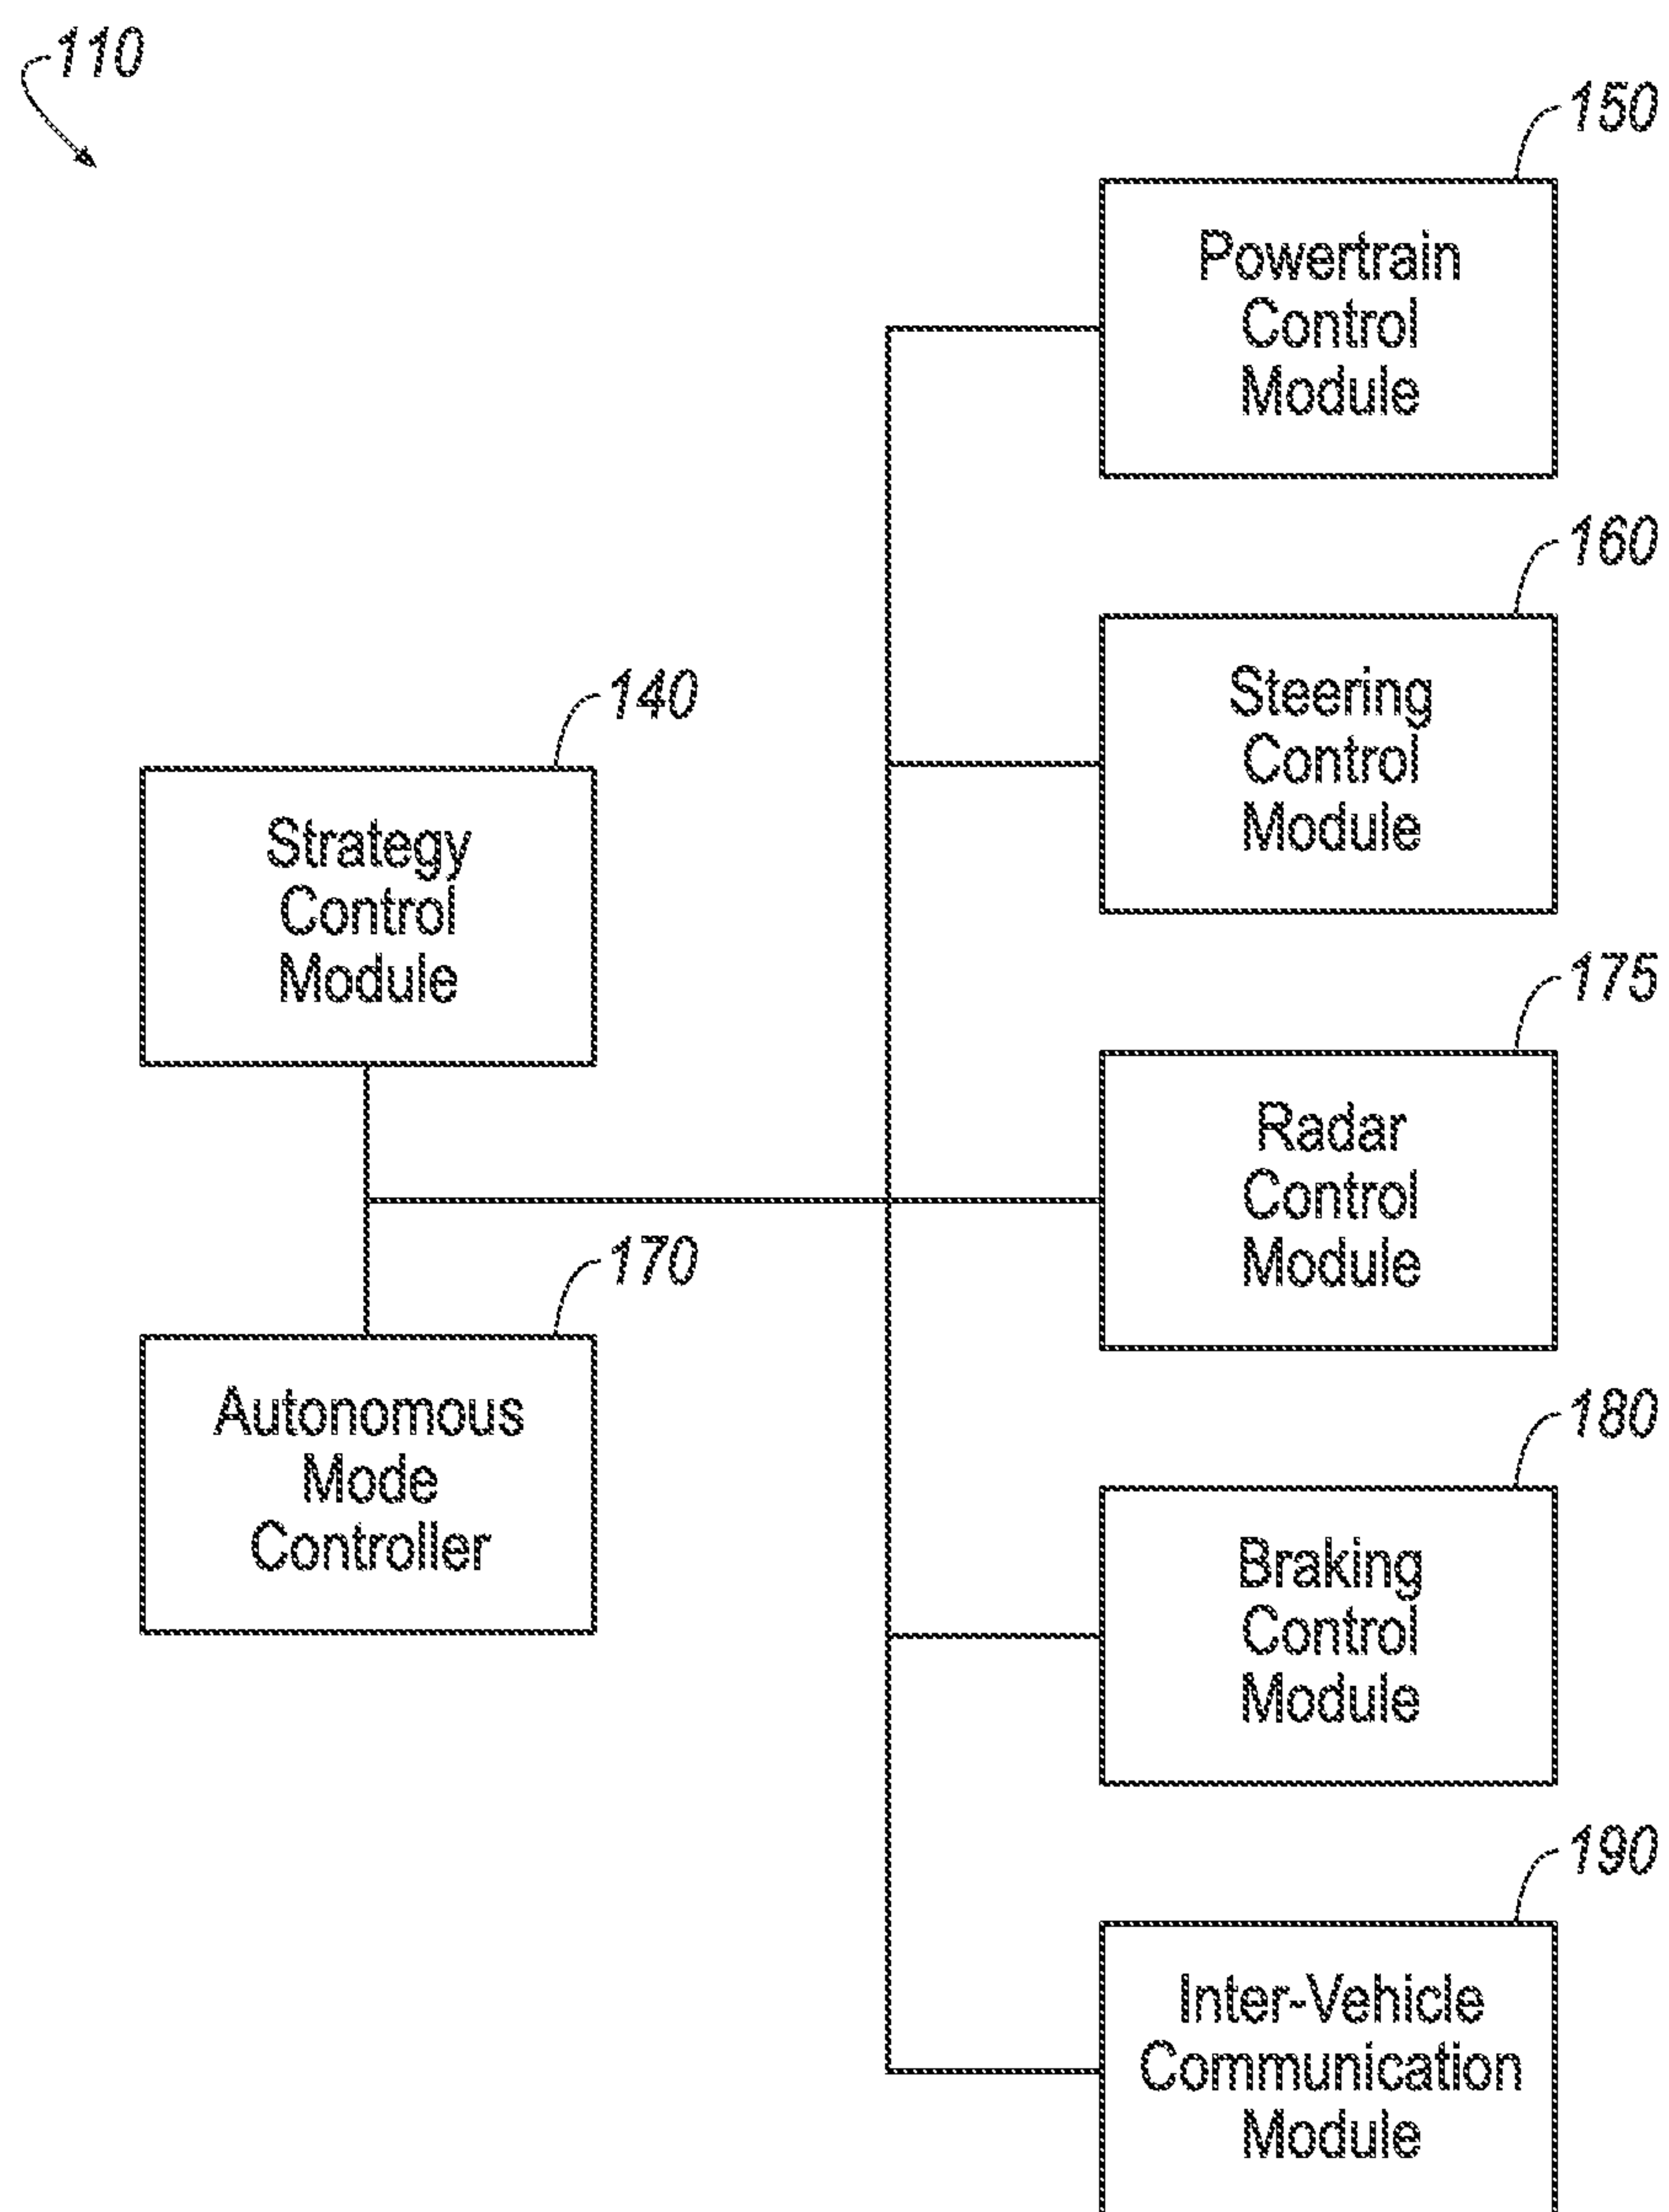 110
150
Powertrain
Control
Module
160
Steering
Control
Module
140
Strategy
Control
Module
175
Radar
Control
Module
170
Autonomous
Mode
Controller
180
Braking
Control
Module
190
Inter-Vehicle
Communication
Module